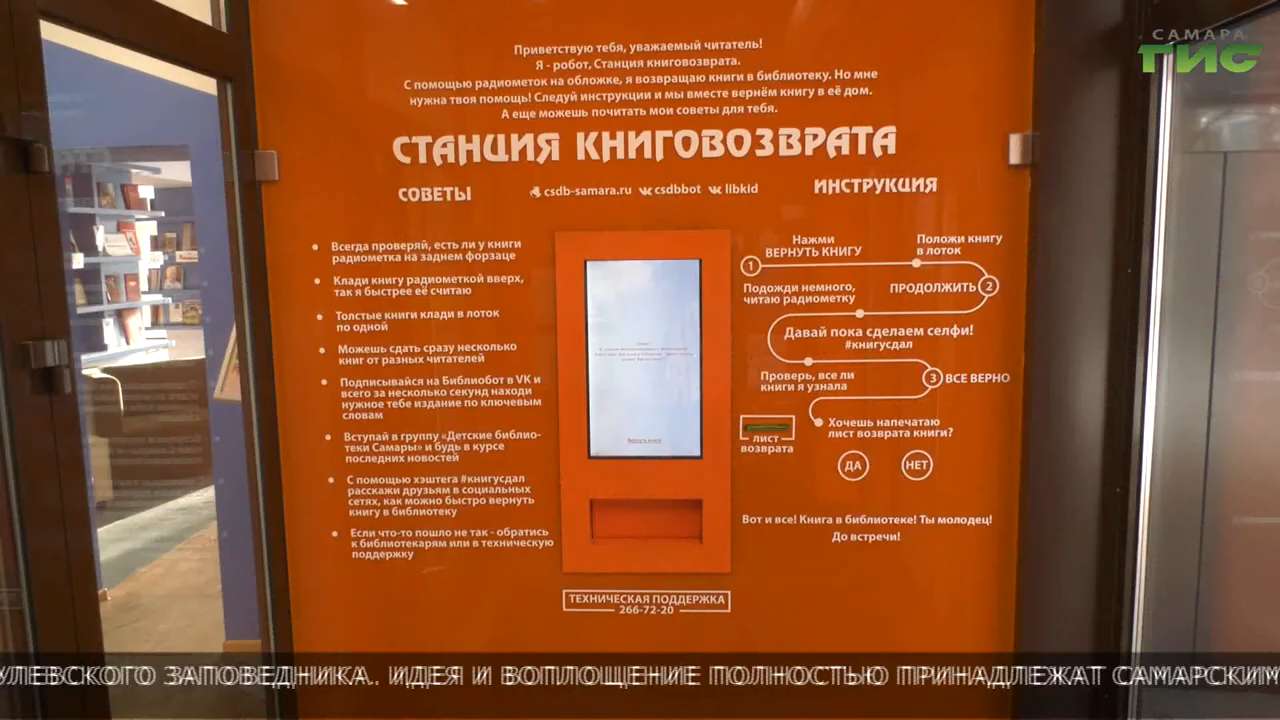 САМАРА
ГИС
Приветствую тебя, уважаемый читатель!
Я - робот, Станция книговозврата.
С помощью радиометок на обложке, я возвращаю книги в библиотеку. Но мне
нужна твоя помощь! Следуй инструкции и мы вместе вернём книгу в её дом.
А еще можешь почитать мои советы для тебя.
СТАНЦИЯ КНИГОВОЗВРАТА
СОВЕТЫ
csdb-samara.ru csdbbot libkid
ИНСТРУКЦИЯ
• Всегда проверяй, есть ли у книги
радиометка на заднем форзаце
• Клади книгу радиометкой вверх,
так я быстрее её считаю
• Толстые книги клади в лоток
по одной
• Можешь сдать сразу несколько
книг от разных читателей
• Подписывайся на Библиобот в VK и
всего за несколько секунд находи
нужное тебе издание по ключевым
словам
• Вступай в группу «Детские библио-
теки Самары» и будь в курсе
последних новостей
• С помощью хэштега #книгусдал
расскажи друзьям в социальных
сетях, как можно быстро вернуть
книгу в библиотеку
• Если что-то пошло не так - обратись
к библиотекарям или в техническую
поддержку
Вернуть книгу
Нажми
ВЕРНУТЬ КНИГУ
1
Положи книгу
в лоток
ПРОДОЛЖИТЬ 2
Подожди немного,
читаю радиометку
Давай пока сделаем селфи!
#книгусдал
Проверь, все ли
книги я узнала
3 ВСЕ ВЕРНО
Хочешь напечатаю
лист возврата книги?
лист
возврата
ДА НЕТ
Вот и все! Книга в библиотеке! Ты молодец!
До встречи!
ТЕХНИЧЕСКАЯ ПОДДЕРЖКА
266-72-20
УЛЕВСКОГО ЗАПОВЕДНИКА. ИДЕЯ И ВОПЛОЩЕНИЕ ПОЛНОСТЬЮ ПРИНАДЛЕЖАТ САМАРСКИМ